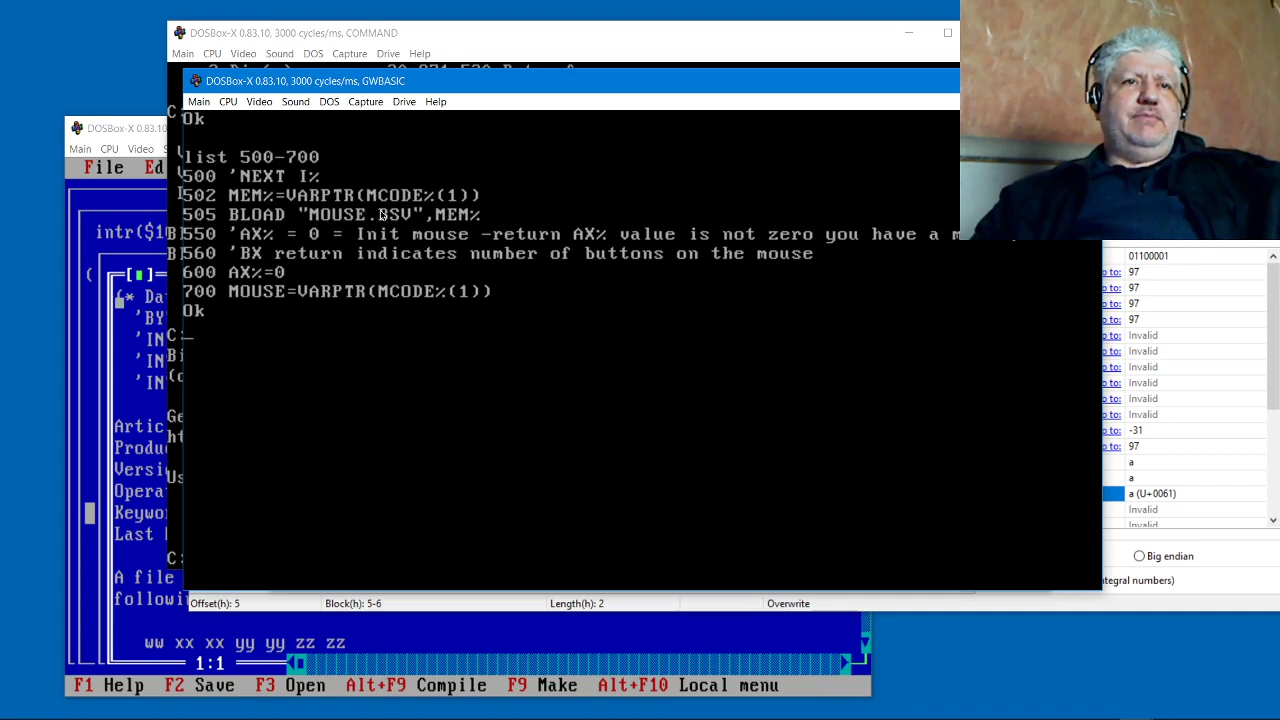 DOSBox-X 0.83.10, 3000 cycles/ms, COMMAND
Main CPU Video Sound DOS Capture Drive Help
DOSBox-X 0.83.10, 3000 cycles/ms, GWBASIC
Main CPU Video Sound DOS Capture Drive Help
Ok
list 500-700
500 'NEXT I%
502 MEM%=VARPTR(MCODE%(1))
505 BLOAD "MOUSE.BSV",MEM%
550 'AX% = 0 = Init mouse -return AX% value is not zero you have a m
560 'BX return indicates number of buttons on the mouse
600 AX%=0
700 MOUSE=VARPTR(MCODE%(1))
Ok
DOSBox-X 0.83.10
Main CPU Video
File Ed
intr($10
(* Da
'BY
'IN
'IN
'IN
Artic
Produ
Versi
Opera
Keywo
Last
A file
followi
ww xx xx yy yy zz zz
1:1
F1 Help F2 Save F3 Open Alt+F9 Compile F9 Make Alt+F10 Local menu
C:
Bi
(c
Ge
ht
Us
C:
01100001
o to: 97
o to: 97
o to: 97
o to: 97
o to: Invalid
o to: Invalid
o to: Invalid
o to: Invalid
o to: Invalid
o to: Invalid
o to: -31
o to: 97
a
a
a (U+0061)
Invalid
Invalid
Big endian
tegral numbers)
Offset(h): 5 Block(h): 5-6 Length(h): 2 Overwrite